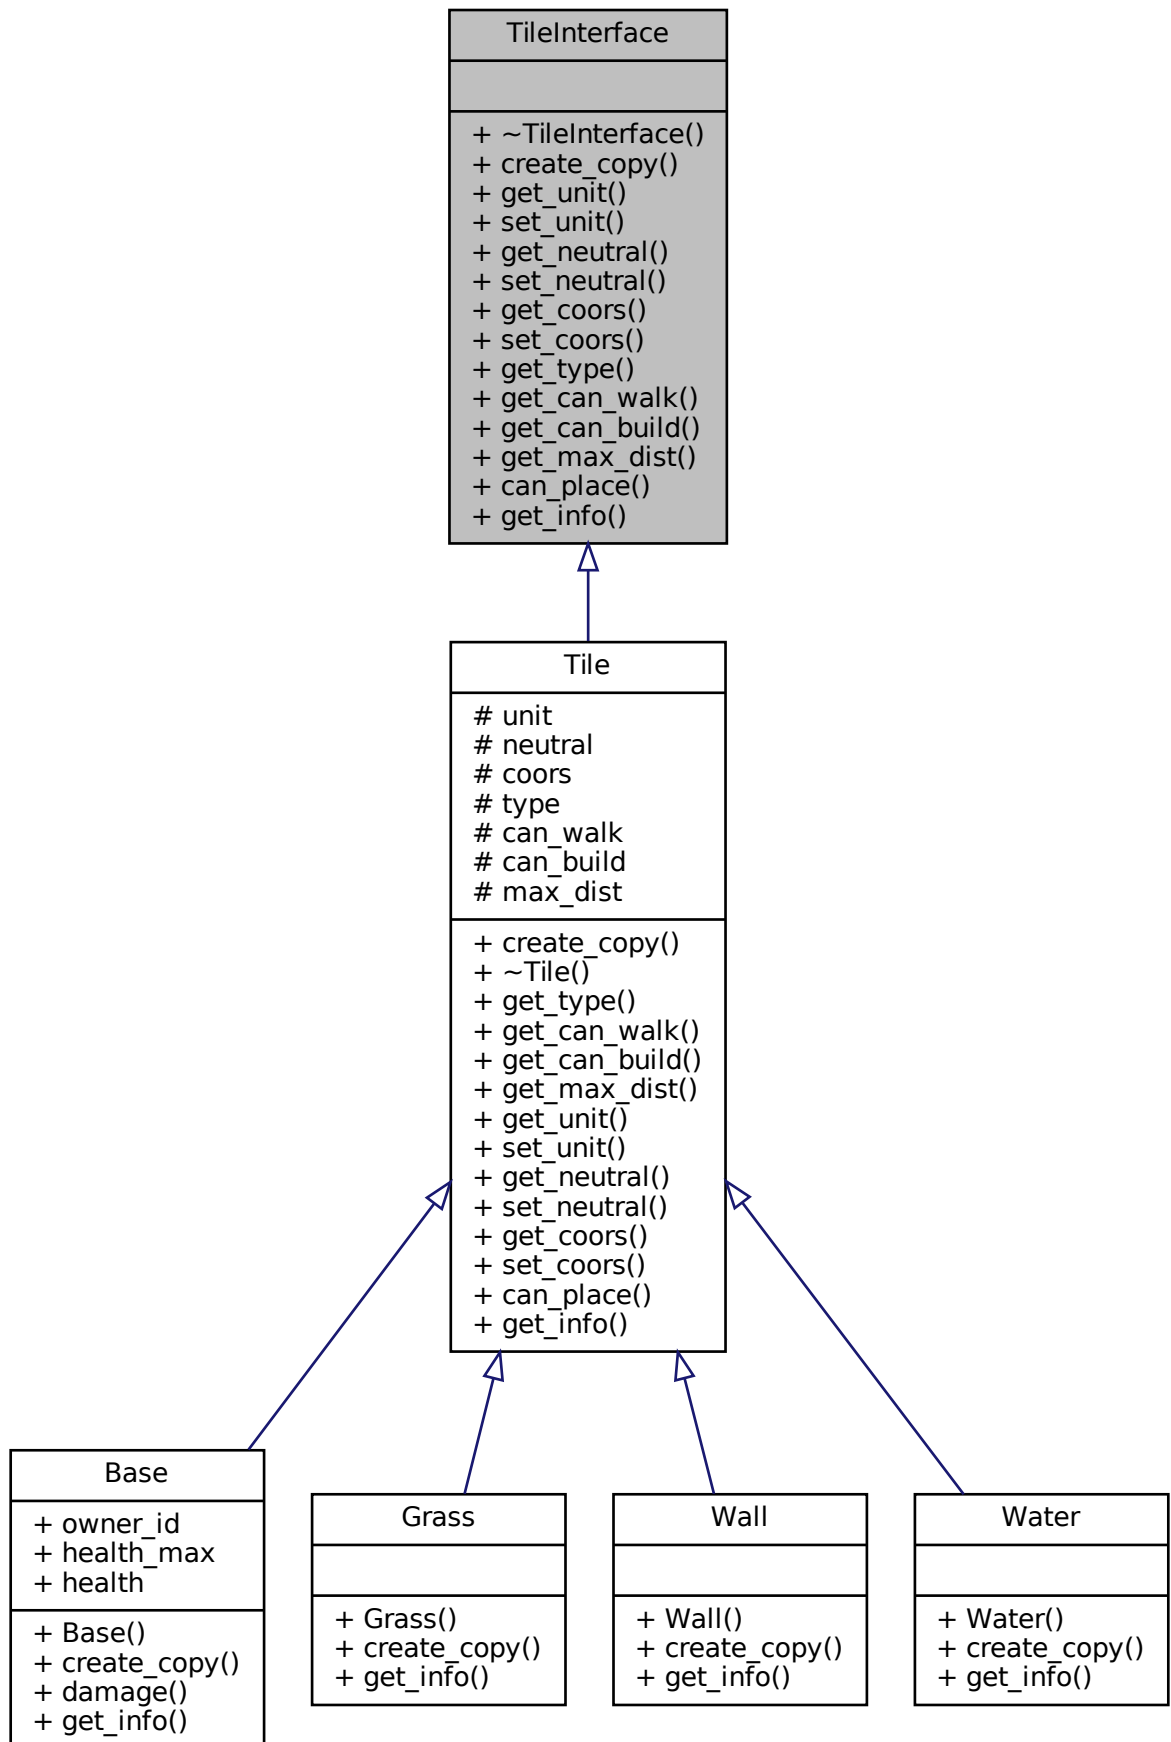 TileInterface
+ ~TileInterface()
+ create_copy()
+ get_unit()
+ set_unit()
+ get_neutral()
+ set_neutral()
+ get_coors()
+ set_coors()
+ get_type()
+ get_can_walk()
+ get_can_build()
+ get_max_dist()
+ can_place()
+ get_info()
Tile
# unit
# neutral
# coors
# type
# can_walk
# can_build
# max_dist
+ create_copy()
+ ~Tile()
+ get_type()
+ get_can_walk()
+ get_can_build()
+ get_max_dist()
+ get_unit()
+ set_unit()
+ get_neutral()
+ set_neutral()
+ get_coors()
+ set_coors()
+ can_place()
+ get_info()
Base
+ owner_id
+ health_max
+ health
+ Base()
+ create_copy()
+ damage()
+ get_info()
Grass
+ Grass()
+ create_copy()
+ get_info()
Wall
+ Wall()
+ create_copy()
+ get_info()
Water
+ Water()
+ create_copy()
+ get_info()